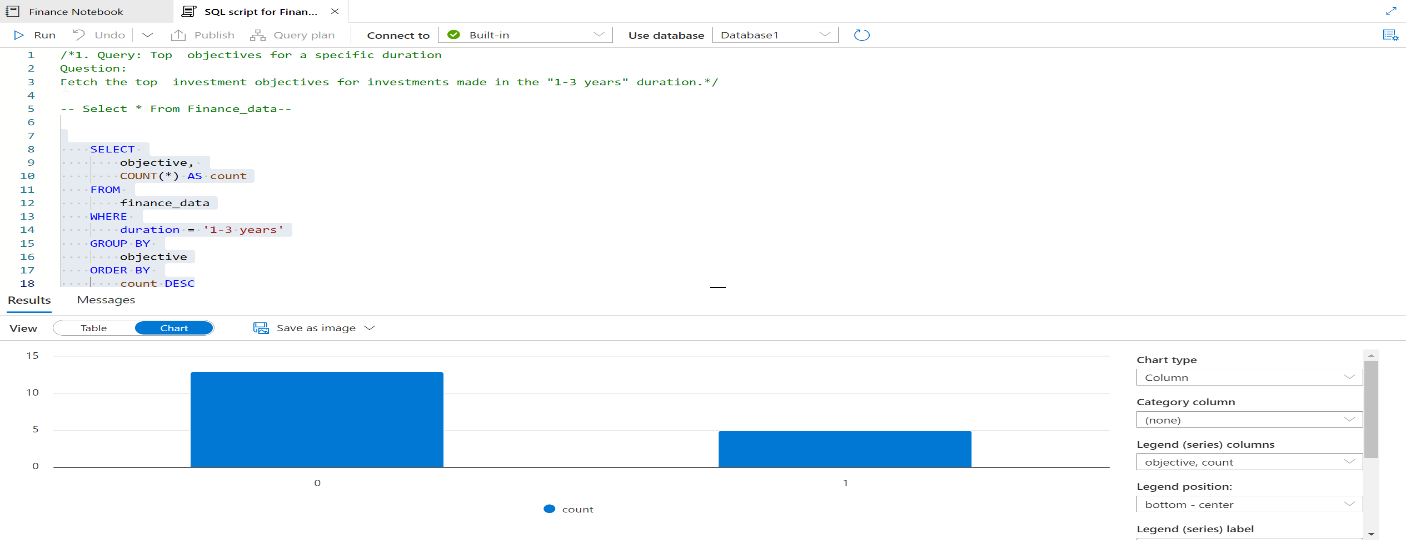 Finance Notebook
SQL script for Finan...
Run
Undo
Publish
Query plan
Connect to
Built-in
Use database
Database1
1 /*1. Query: Top  objectives for a specific duration
2 Question:
3 Fetch the top  investment objectives for investments made in the "1-3 years" duration.*/
4
5 -- Select * From Finance_data--
6
7
8 SELECT
9 objective,
10 COUNT(*) AS count
11 FROM
12 finance_data
13 WHERE
14 duration = '1-3 years'
15 GROUP BY
16 objective
17 ORDER BY
18 count DESC
Results
Messages
View
Table
Chart
Save as image
15
10
5
0
0
1
count
Chart type
Column
Category column
(none)
Legend (series) columns
objective, count
Legend position:
bottom - center
Legend (series) label